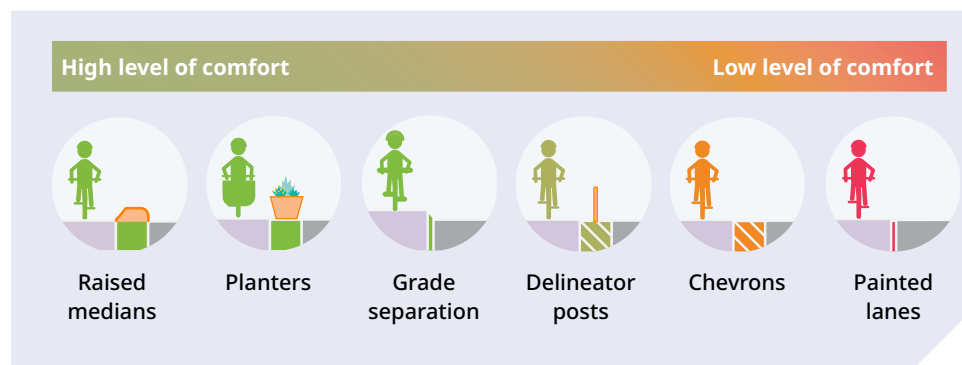 High level of comfort
Low level of comfort
Raised
medians
Planters
Grade
separation
Delineator
posts
Chevrons
Painted
lanes